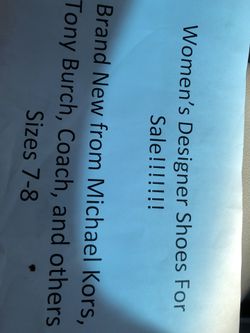 Women's Designer Shoes For
Sale!!!!!!!!
Brand New from Michael Kors,
Tony Burch, Coach, and others
Sizes 7-8